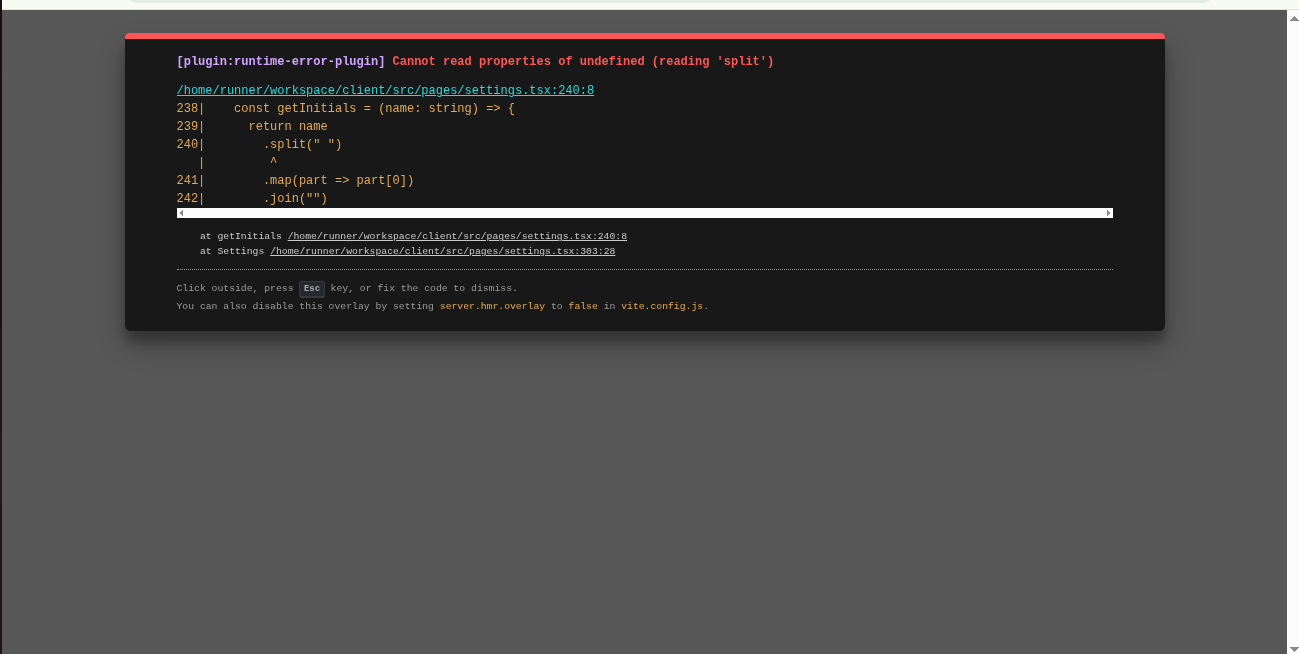 [plugin:runtime-error-plugin] Cannot read properties of undefined (reading 'split')
/home/runner/workspace/client/src/pages/settings.tsx:240:8
238|    const getInitials = (name: string) => {
239|      return name
240|        .split(" ")
   |         ^
241|        .map(part => part[0])
242|        .join("")
at getInitials /home/runner/workspace/client/src/pages/settings.tsx:240:8
at Settings /home/runner/workspace/client/src/pages/settings.tsx:303:28
Click outside, press Esc key, or fix the code to dismiss.
You can also disable this overlay by setting server.hmr.overlay to false in vite.config.js.